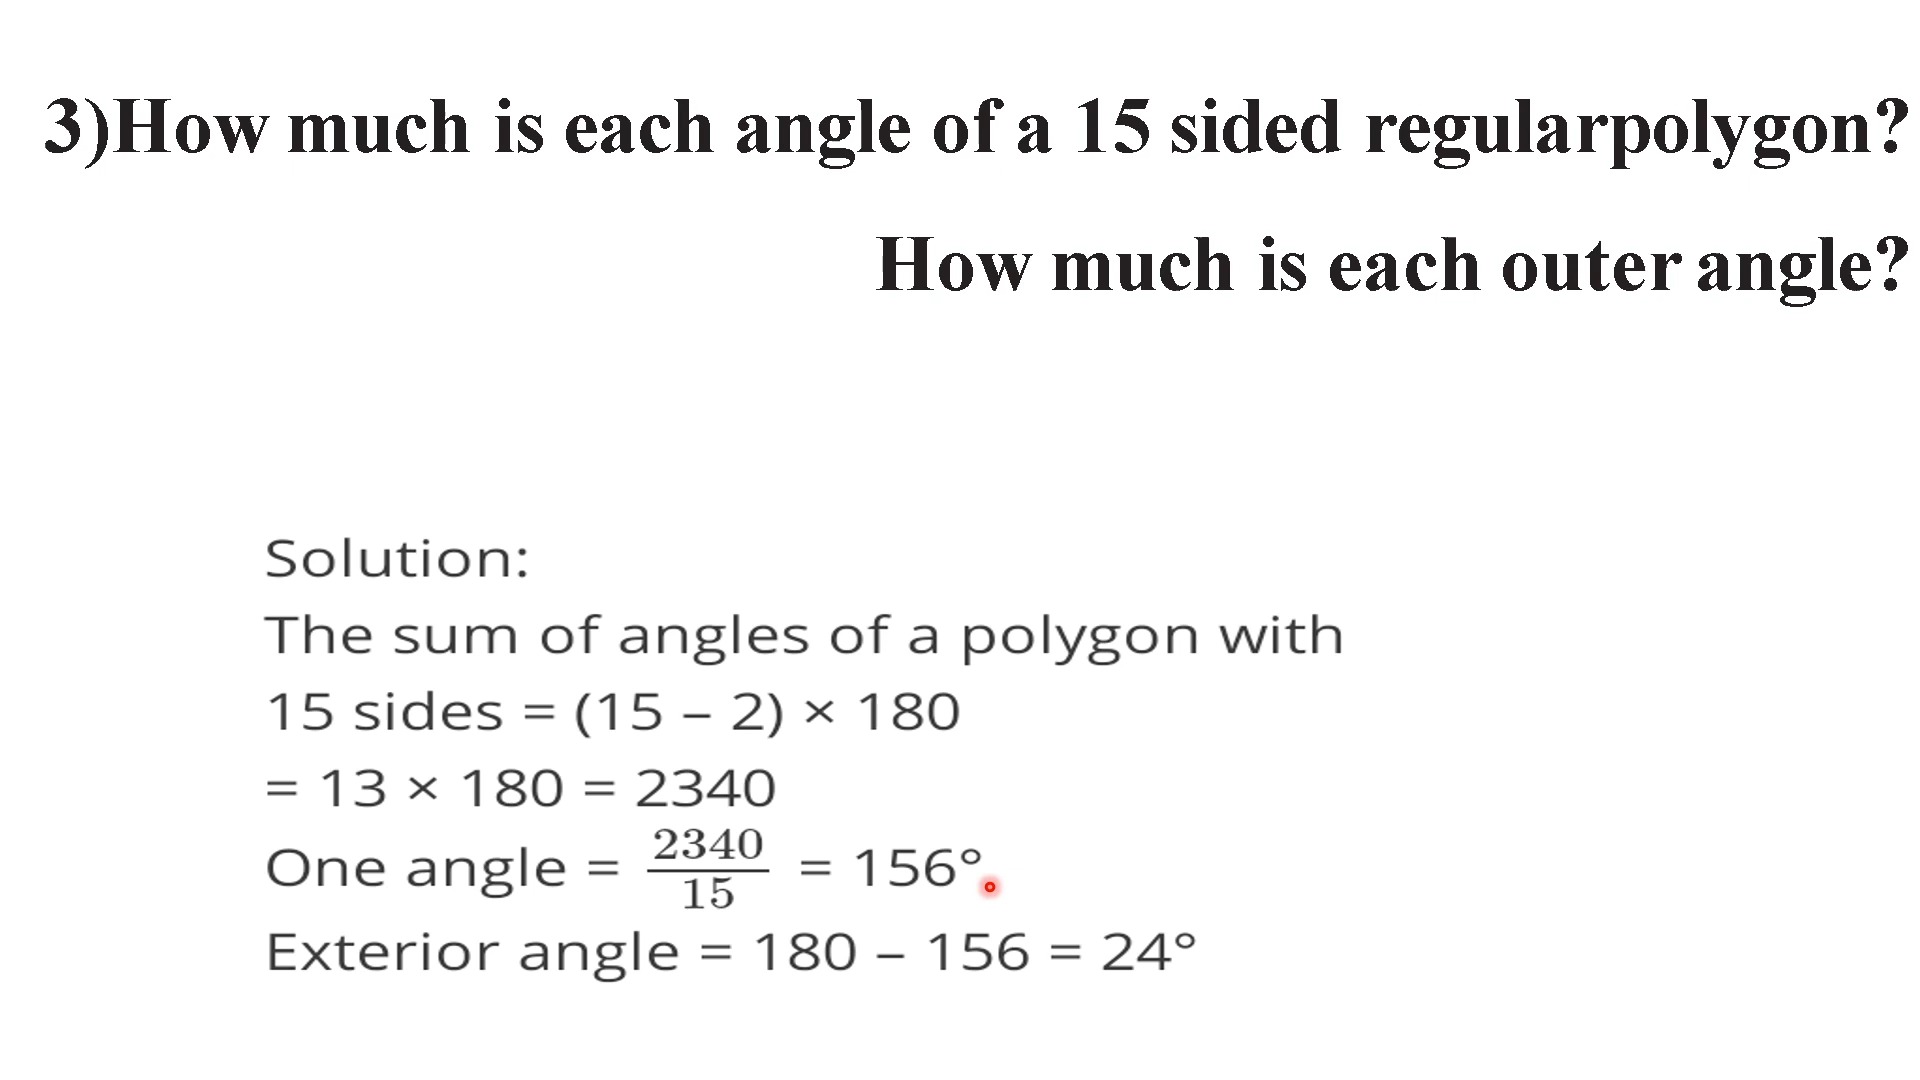 3)How much is each angle of a 15 sided regularpolygon?
How much is each outer angle?
Solution:
The sum of angles of a polygon with
15 sides = (15 – 2) × 180
= 13 × 180 = 2340
One angle = 2340/15 = 156°
Exterior angle = 180 – 156 = 24°